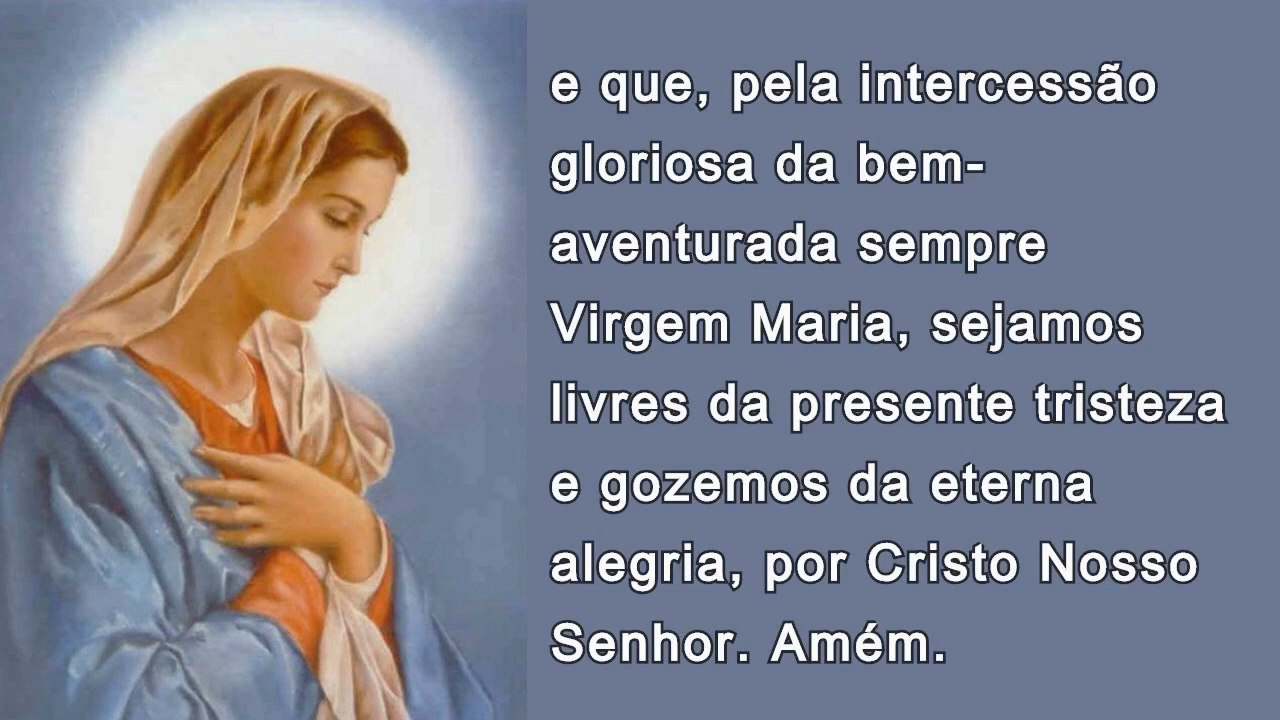 e que, pela intercessão
gloriosa da bem-
aventurada sempre
Virgem Maria, sejamos
livres da presente tristeza
e gozemos da eterna
alegria, por Cristo Nosso
Senhor. Amém.